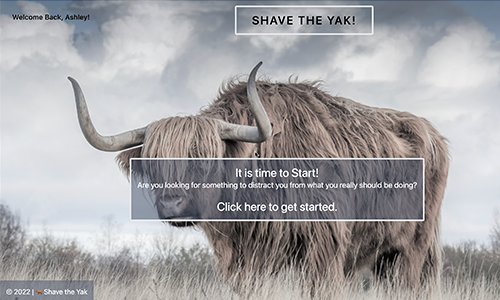 Welcome Back, Ashley!
SHAVE THE YAK!
It is time to Start!
Are you looking for something to distract you from what you really should be doing?
Click here to get started.
© 2022 | Shave the Yak